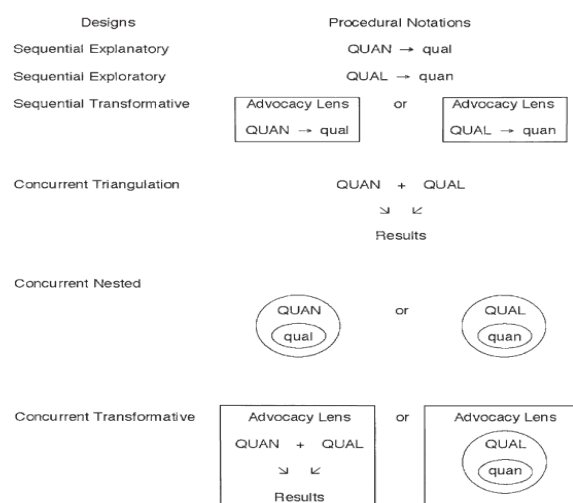 Designs Procedural Notations
Sequential Explanatory QUAN → qual
Sequential Exploratory QUAL → quan
Sequential Transformative Advocacy Lens or Advocacy Lens
QUAN → qual QUAL → quan
Concurrent Triangulation QUAN + QUAL
↘ ↙
Results
Concurrent Nested
QUAN or QUAL
qual quan
Concurrent Transformative Advocacy Lens or Advocacy Lens
QUAN + QUAL QUAL
↘ ↙ quan
Results